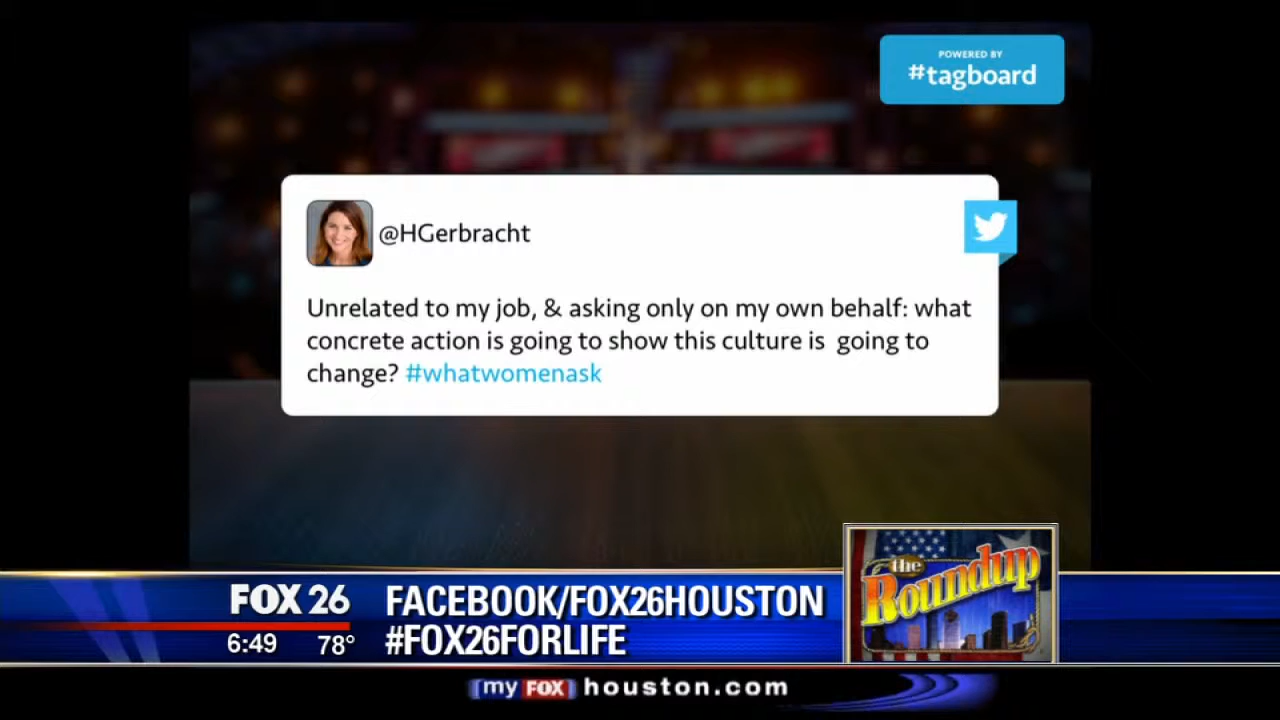 POWERED BY
#tagboard
@HGerbracht
Unrelated to my job, & asking only on my own behalf: what
concrete action is going to show this culture is  going to
change? #whatwomenask
FOX 26
6:49 78°
FACEBOOK/FOX26HOUSTON
#FOX26FORLIFE
the
Roundup
my FOX houston.com